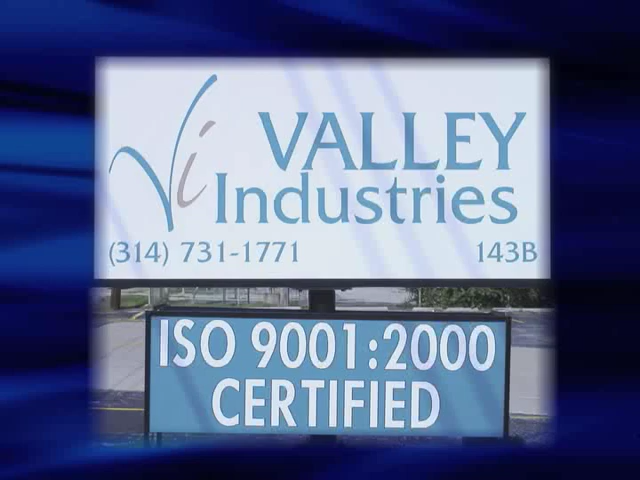 Vi VALLEY
Industries
(314) 731-1771 143B
ISO 9001:2000
CERTIFIED